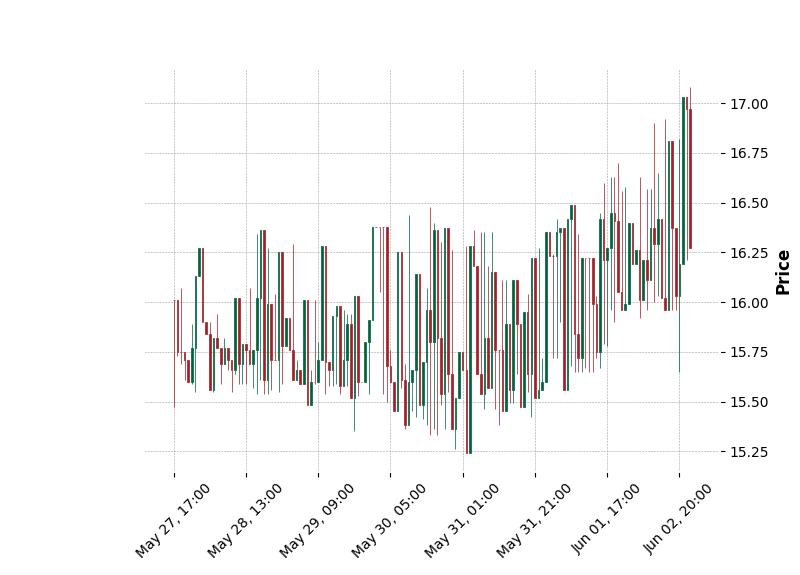 17.00
16.75
16.50
16.25
16.00
15.75
15.50
15.25
Price
May 27, 17:00
May 28, 13:00
May 29, 09:00
May 30, 05:00
May 31, 01:00
May 31, 21:00
Jun 01, 17:00
Jun 02, 20:00